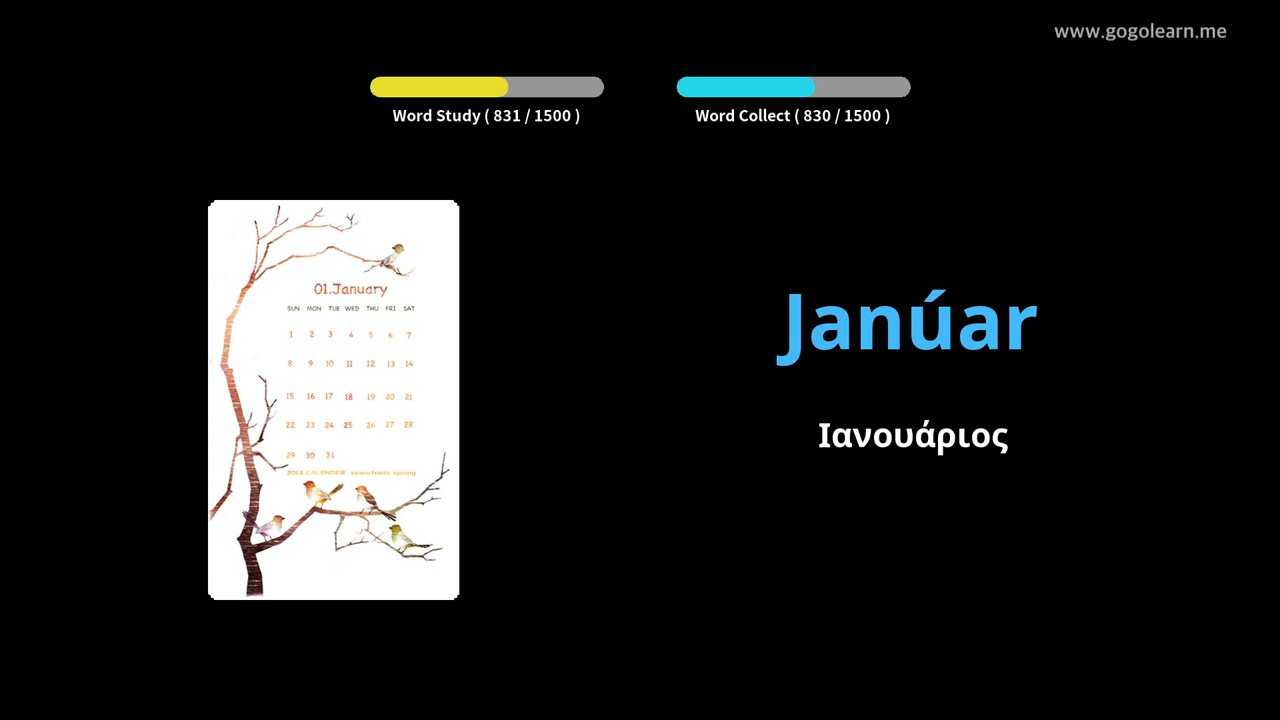 www.gogolearn.me
Word Study ( 831 / 1500 )
Word Collect ( 830 / 1500 )
01.January
SUN MON TUE WED THU FRI SAT
1 2 3 4 5 6 7
8 9 10 11 12 13 14
15 16 17 18 19 20 21
22 23 24 25 26 27 28
29 30 31
CALENDER
spring
Janúar
Ιανουάριος